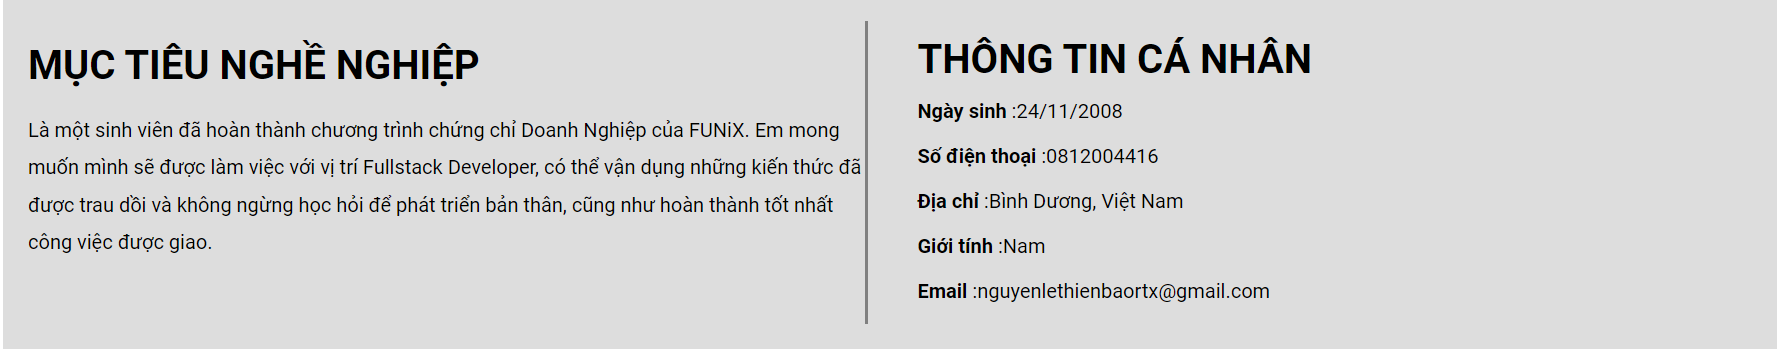 MỤC TIÊU NGHỀ NGHIỆP
Là một sinh viên đã hoàn thành chương trình chứng chỉ Doanh Nghiệp của FUNiX. Em mong
muốn mình sẽ được làm việc với vị trí Fullstack Developer, có thể vận dụng những kiến thức đã
được trau dồi và không ngừng học hỏi để phát triển bản thân, cũng như hoàn thành tốt nhất
công việc được giao.
THÔNG TIN CÁ NHÂN
Ngày sinh :24/11/2008
Số điện thoại :0812004416
Địa chỉ :Bình Dương, Việt Nam
Giới tính :Nam
Email :nguyenlethienbaortx@gmail.com